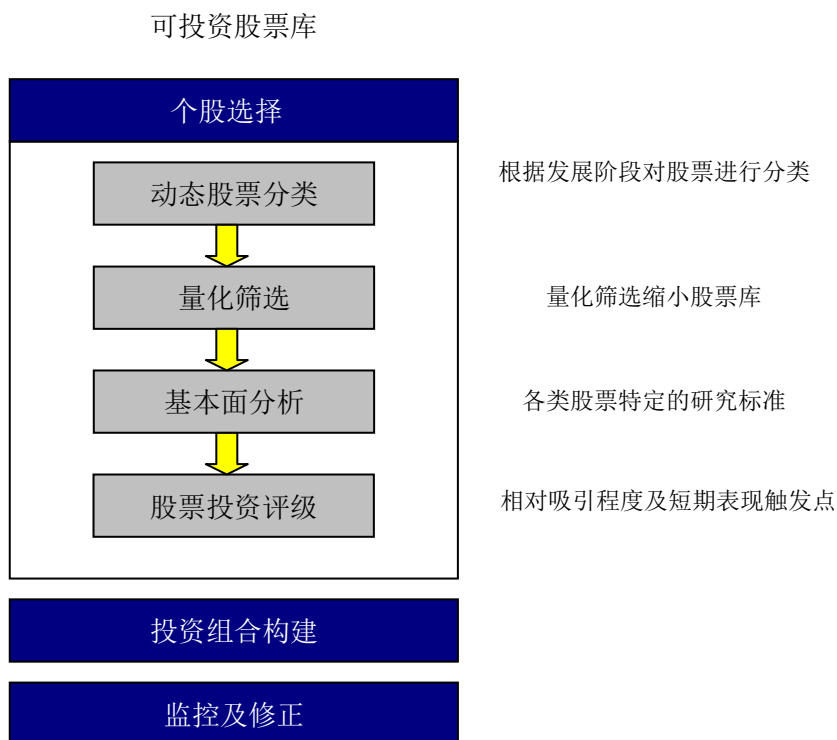 可投资股票库
个股选择
动态股票分类
根据发展阶段对股票进行分类
量化筛选
量化筛选缩小股票库
基本面分析
各类股票特定的研究标准
股票投资评级
相对吸引程度及短期表现触发点
投资组合构建
监控及修正